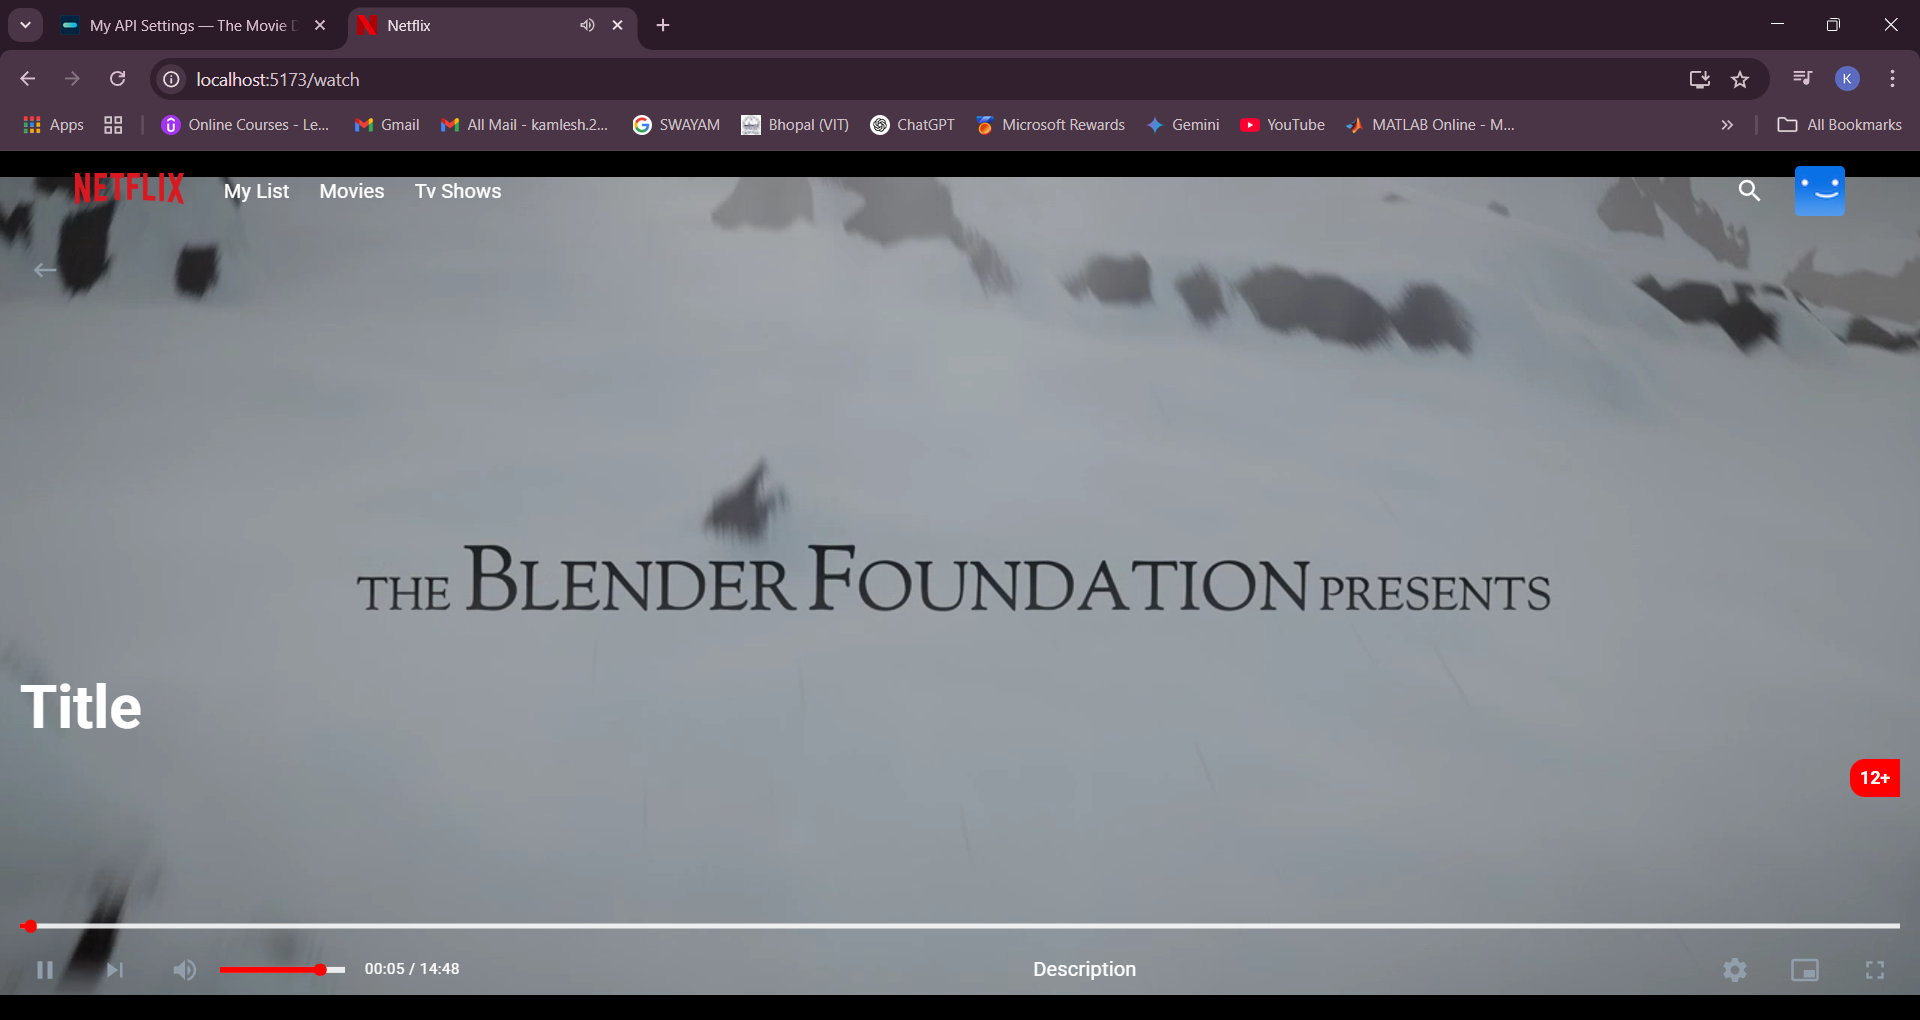 My API Settings — The Movie D
Netflix
localhost:5173/watch
Apps
Online Courses - Le...
Gmail
All Mail - kamlesh.2...
SWAYAM
Bhopal (VIT)
ChatGPT
Microsoft Rewards
Gemini
YouTube
MATLAB Online - M...
All Bookmarks
K
NETFLIX
My List
Movies
Tv Shows
THE BLENDER FOUNDATION PRESENTS
Title
12+
00:05 / 14:48
Description